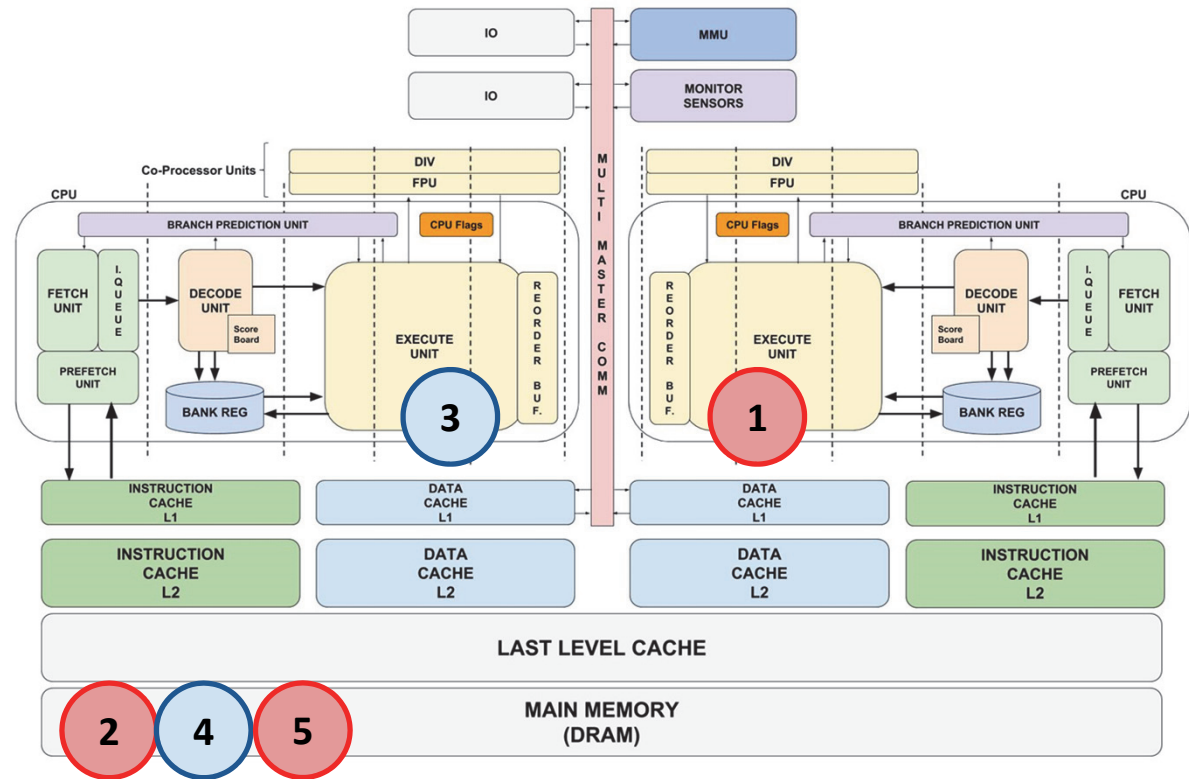 IO
MMU
IO
MONITOR
SENSORS
MULTI MASTER COMM
Co-Processor Units
DIV
FPU
DIV
FPU
CPU
CPU
BRANCH PREDICTION UNIT
CPU Flags
CPU Flags
BRANCH PREDICTION UNIT
FETCH
UNIT
I.QUEUE
DECODE
UNIT
Score
Board
PREFETCH UNIT
BANK REG
EXECUTE
UNIT
REORDER BUF.
3
REORDER BUF.
EXECUTE
UNIT
1
DECODE
UNIT
Score
Board
BANK REG
I.QUEUE
FETCH
UNIT
PREFETCH
UNIT
INSTRUCTION
CACHE
L1
DATA
CACHE
L1
DATA
CACHE
L1
INSTRUCTION
CACHE
L1
INSTRUCTION
CACHE
L2
DATA
CACHE
L2
DATA
CACHE
L2
INSTRUCTION
CACHE
L2
LAST LEVEL CACHE
2
4
5
MAIN MEMORY
(DRAM)